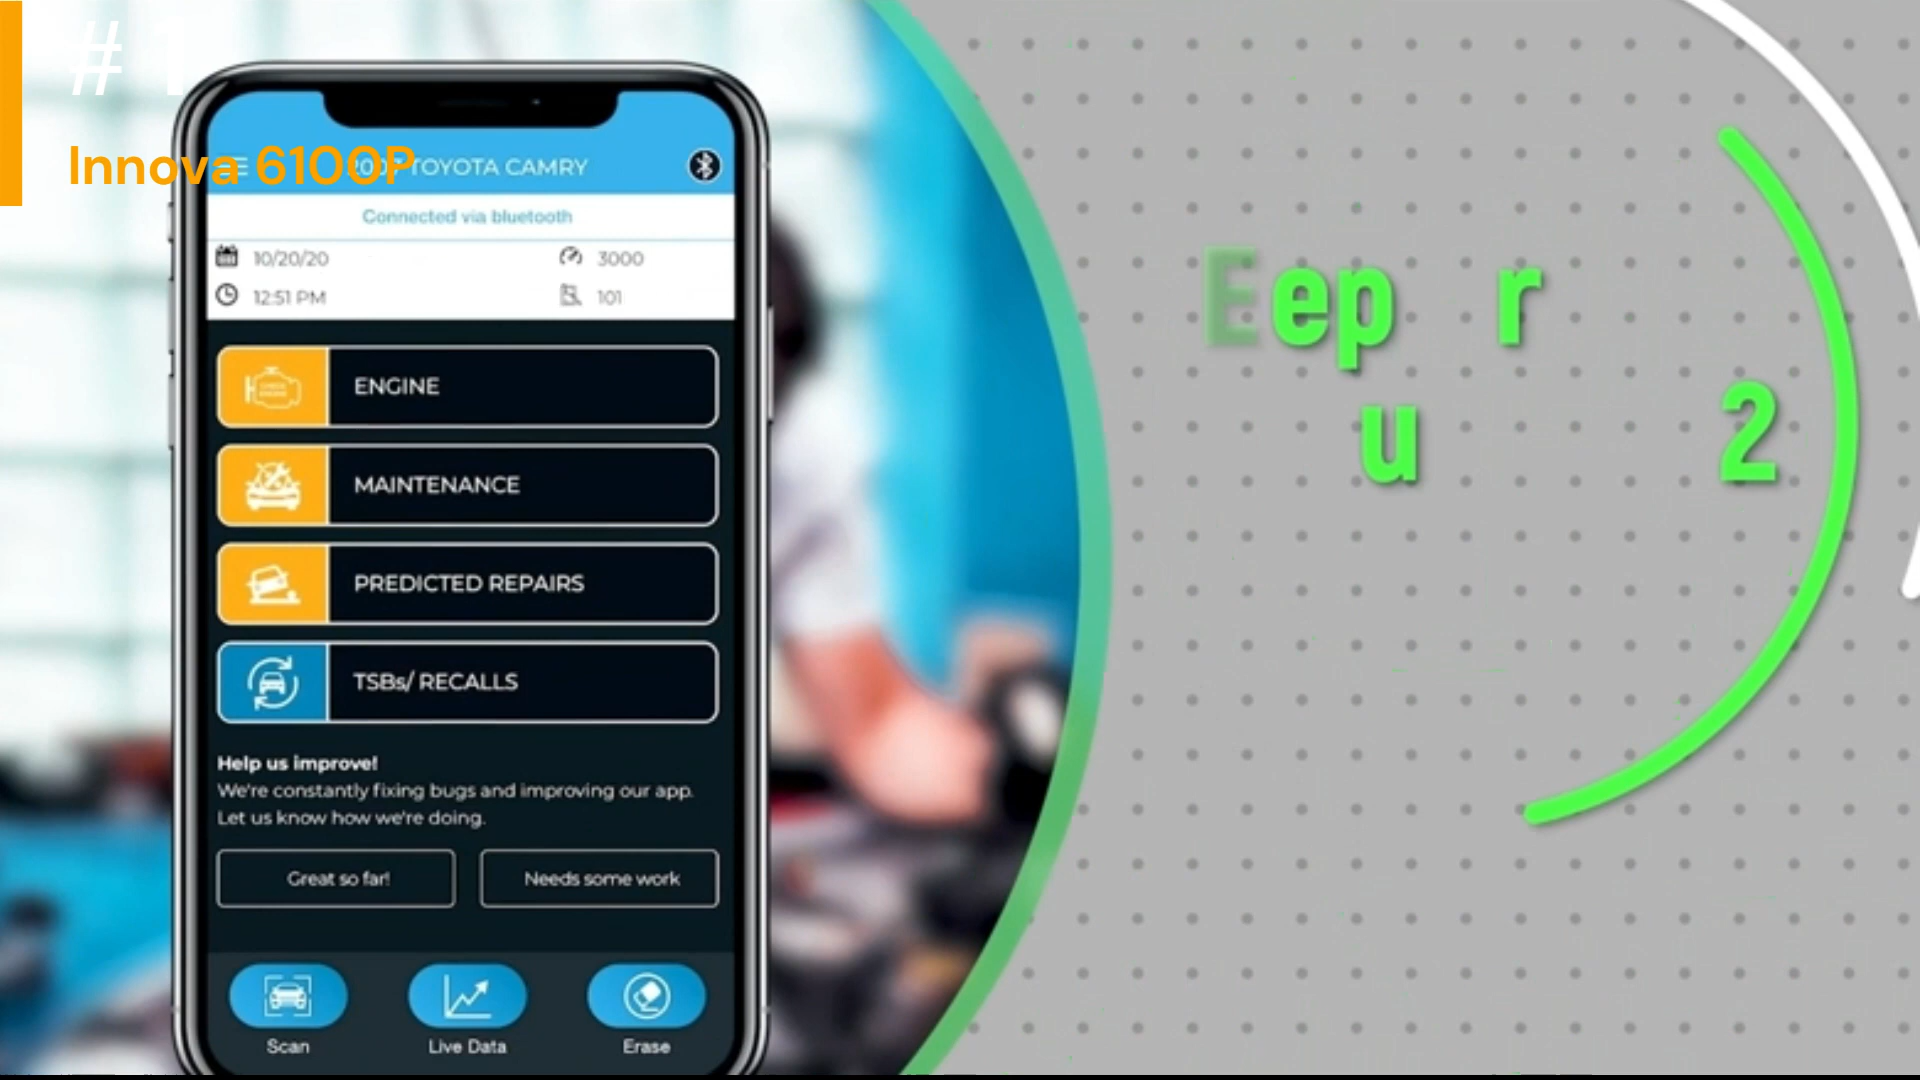 #1
Innova 6100P
TOYOTA CAMRY
Connected via bluetooth
10/20/20
3000
12:51 PM
101
ENGINE
MAINTENANCE
PREDICTED REPAIRS
TSBs/ RECALLS
Help us improve!
We're constantly fixing bugs and improving our app.
Let us know how we're doing.
Great so far!
Needs some work
Scan
Live Data
Erase
Eep r
u 2